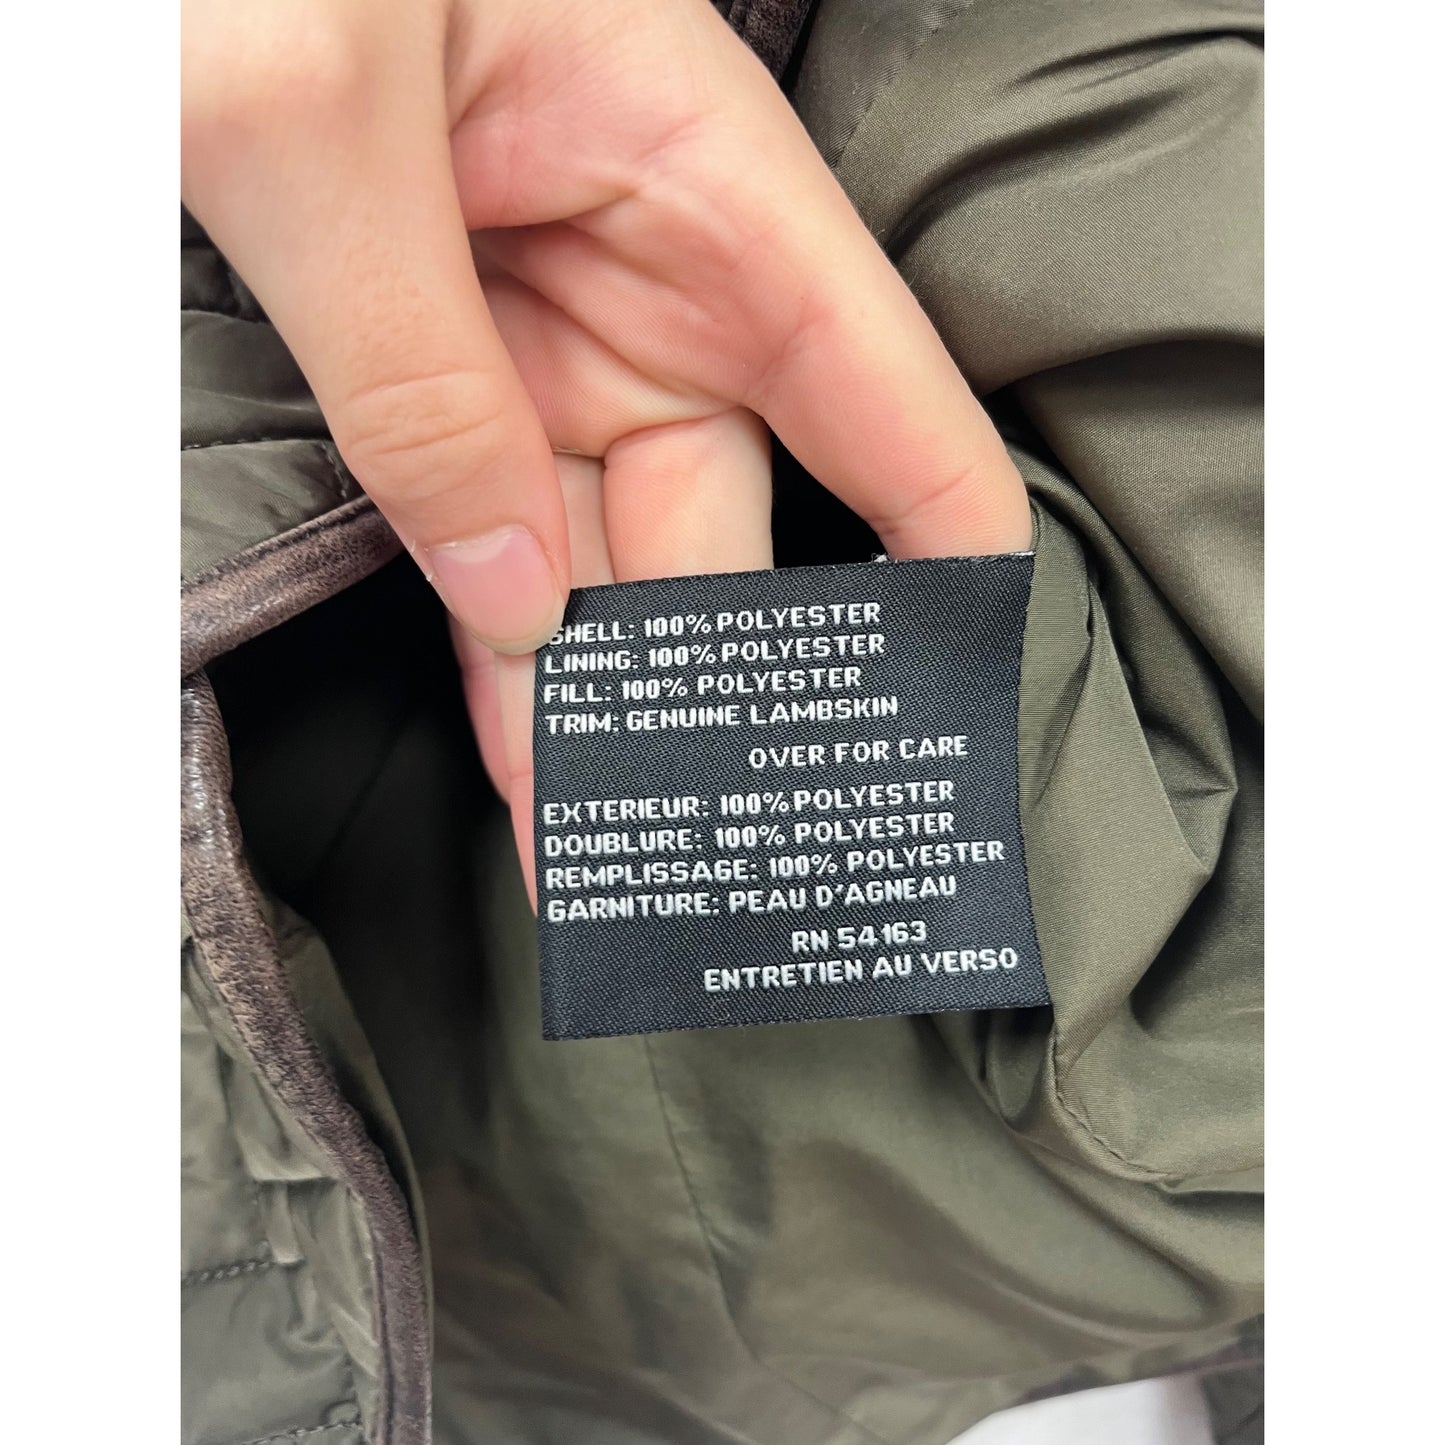 SHELL: 100% POLYESTER
LINING: 100% POLYESTER
FILL: 100% POLYESTER
TRIM: GENUINE LAMBSKIN
OVER FOR CARE
EXTERIEUR: 100% POLYESTER
DOUBLURE: 100% POLYESTER
REMPLISSAGE: 100% POLYESTER
GARNITURE: PEAU D'AGNEAU
RN 54163
ENTRETIEN AU VERSO